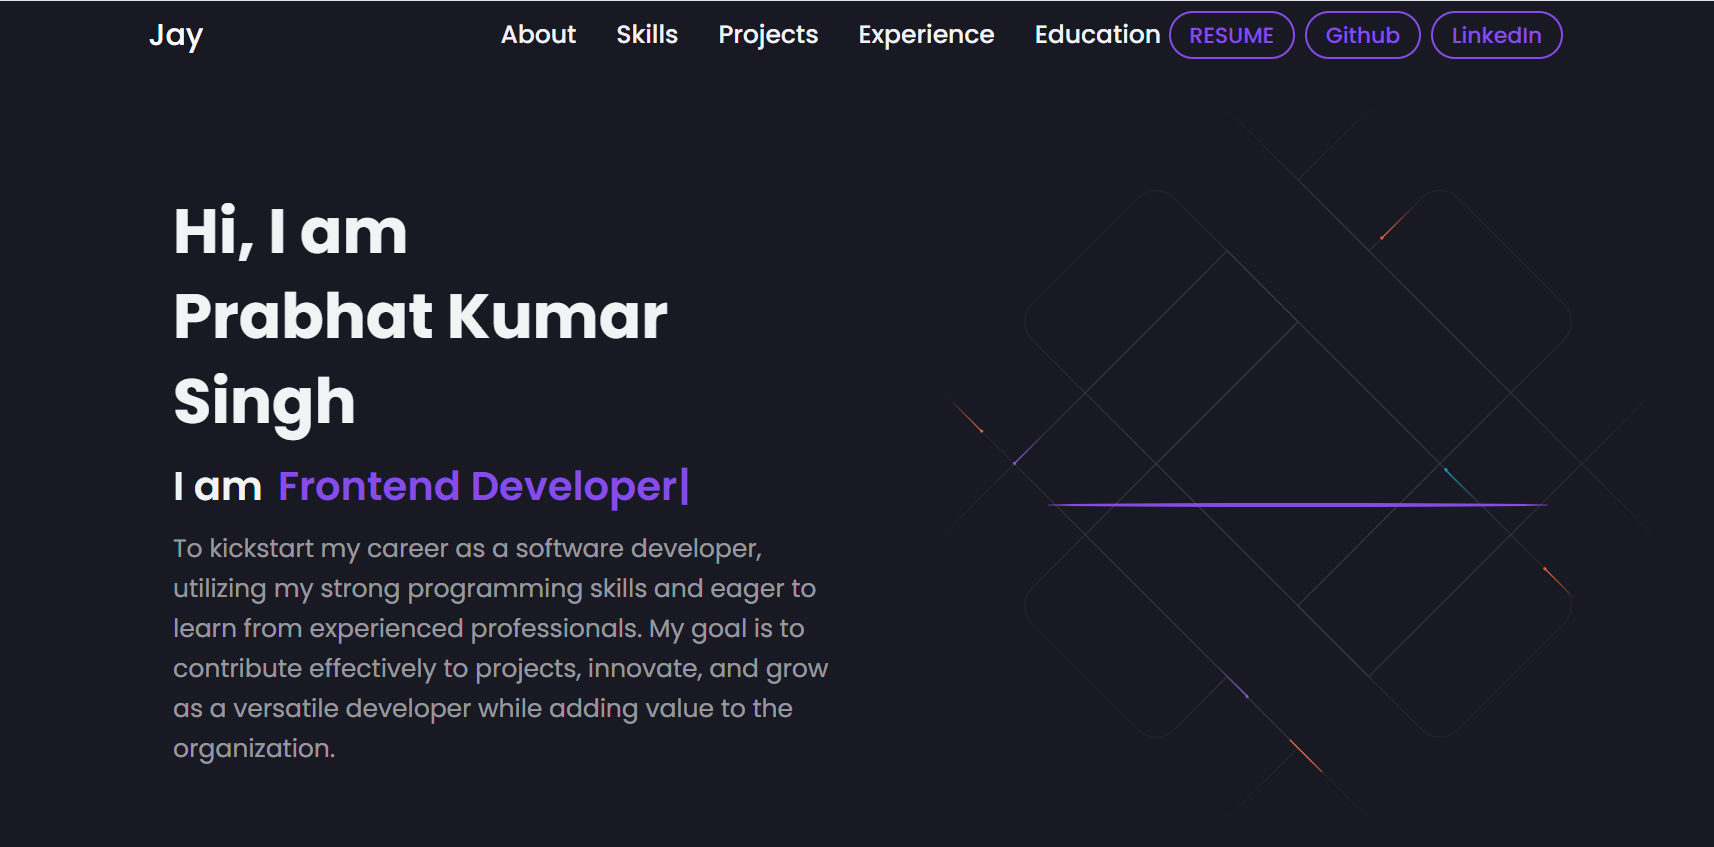 Jay About Skills Projects Experience Education RESUME Github LinkedIn
Hi, I am
Prabhat Kumar
Singh
I am Frontend Developer|
To kickstart my career as a software developer,
utilizing my strong programming skills and eager to
learn from experienced professionals. My goal is to
contribute effectively to projects, innovate, and grow
as a versatile developer while adding value to the
organization.